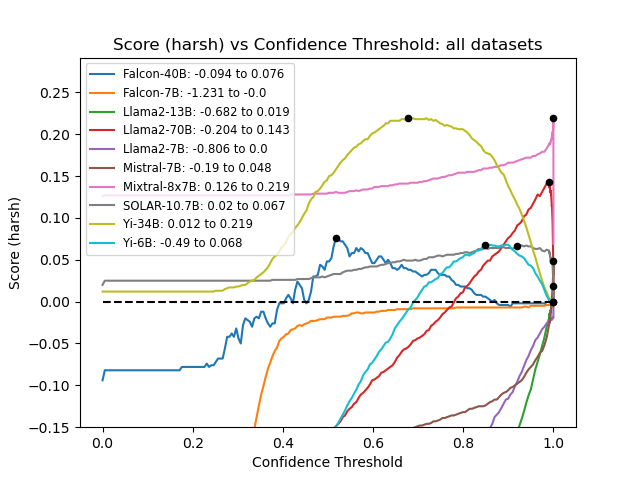 Score (harsh) vs Confidence Threshold: all datasets
Falcon-40B: -0.094 to 0.076
Falcon-7B: -1.231 to -0.0
Llama2-13B: -0.682 to 0.019
Llama2-70B: -0.204 to 0.143
Llama2-7B: -0.806 to 0.0
Mistral-7B: -0.19 to 0.048
Mixtral-8x7B: 0.126 to 0.219
SOLAR-10.7B: 0.02 to 0.067
Yi-34B: 0.012 to 0.219
Yi-6B: -0.49 to 0.068
Score (harsh)
0.25
0.20
0.15
0.10
0.05
0.00
−0.05
−0.10
−0.15
0.0 0.2 0.4 0.6 0.8 1.0
Confidence Threshold